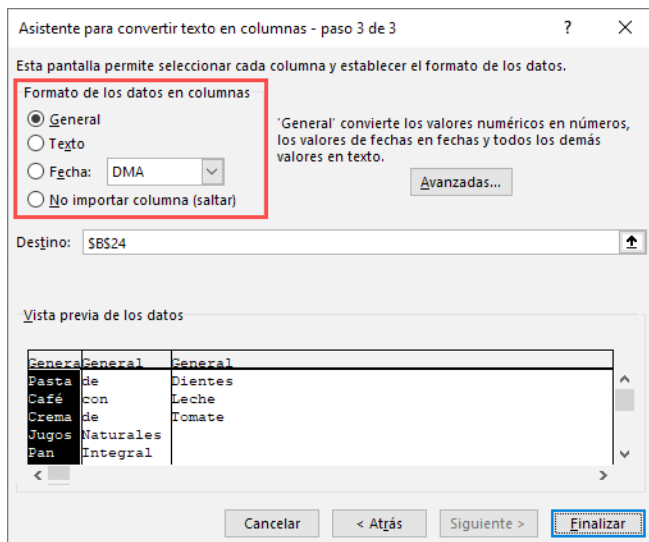 Asistente para convertir texto en columnas - paso 3 de 3 ?
Esta pantalla permite seleccionar cada columna y establecer el formato de los datos.
Formato de los datos en columnas
General
Texto
Fecha: DMA
No importar columna (saltar)
'General' convierte los valores numéricos en números,
los valores de fechas en fechas y todos los demás
valores en texto.
Avanzadas...
Destino: $B$24
Vista previa de los datos
Genera General General
Pasta de Dientes
Café con Leche
Crema de Tomate
Jugos Naturales
Pan Integral
Cancelar < Atrás Siguiente > Finalizar